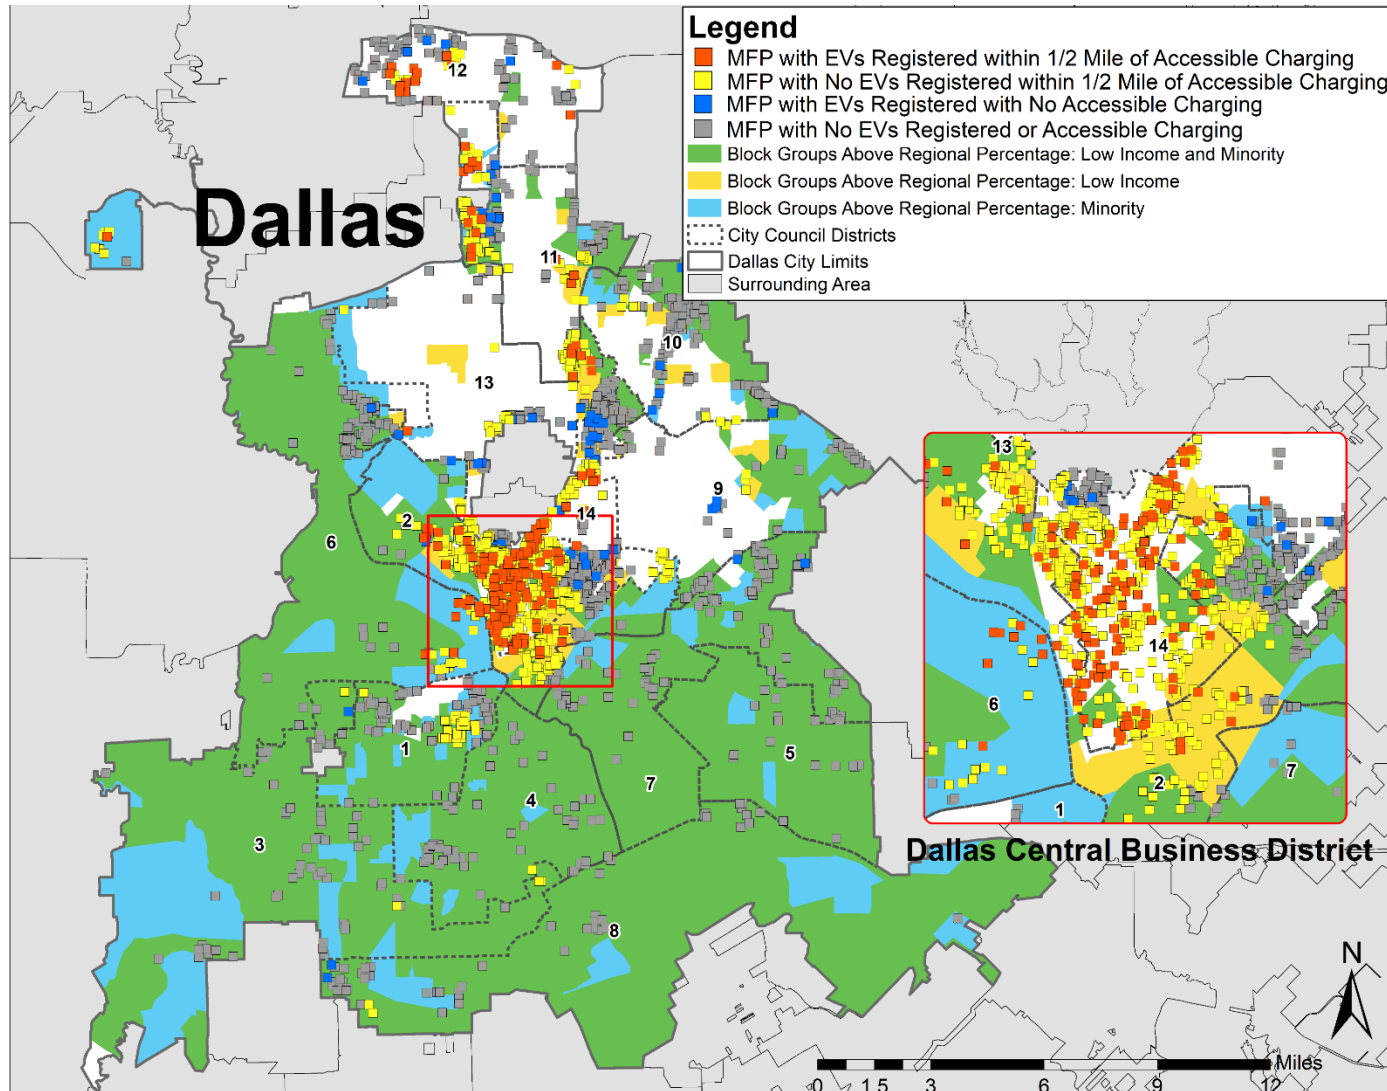 Legend
MFP with EVs Registered within 1/2 Mile of Accessible Charging
MFP with No EVs Registered within 1/2 Mile of Accessible Charging
MFP with EVs Registered with No Accessible Charging
MFP with No EVs Registered or Accessible Charging
Block Groups Above Regional Percentage: Low Income and Minority
Block Groups Above Regional Percentage: Low Income
Block Groups Above Regional Percentage: Minority
City Council Districts
Dallas City Limits
Surrounding Area
12
Dallas
11
10
13
9
14
2
6
1
5
7
4
3
8
13
14
6
2
7
1
Dallas Central Business District
N
Miles
0 1.5 3 6 9 12